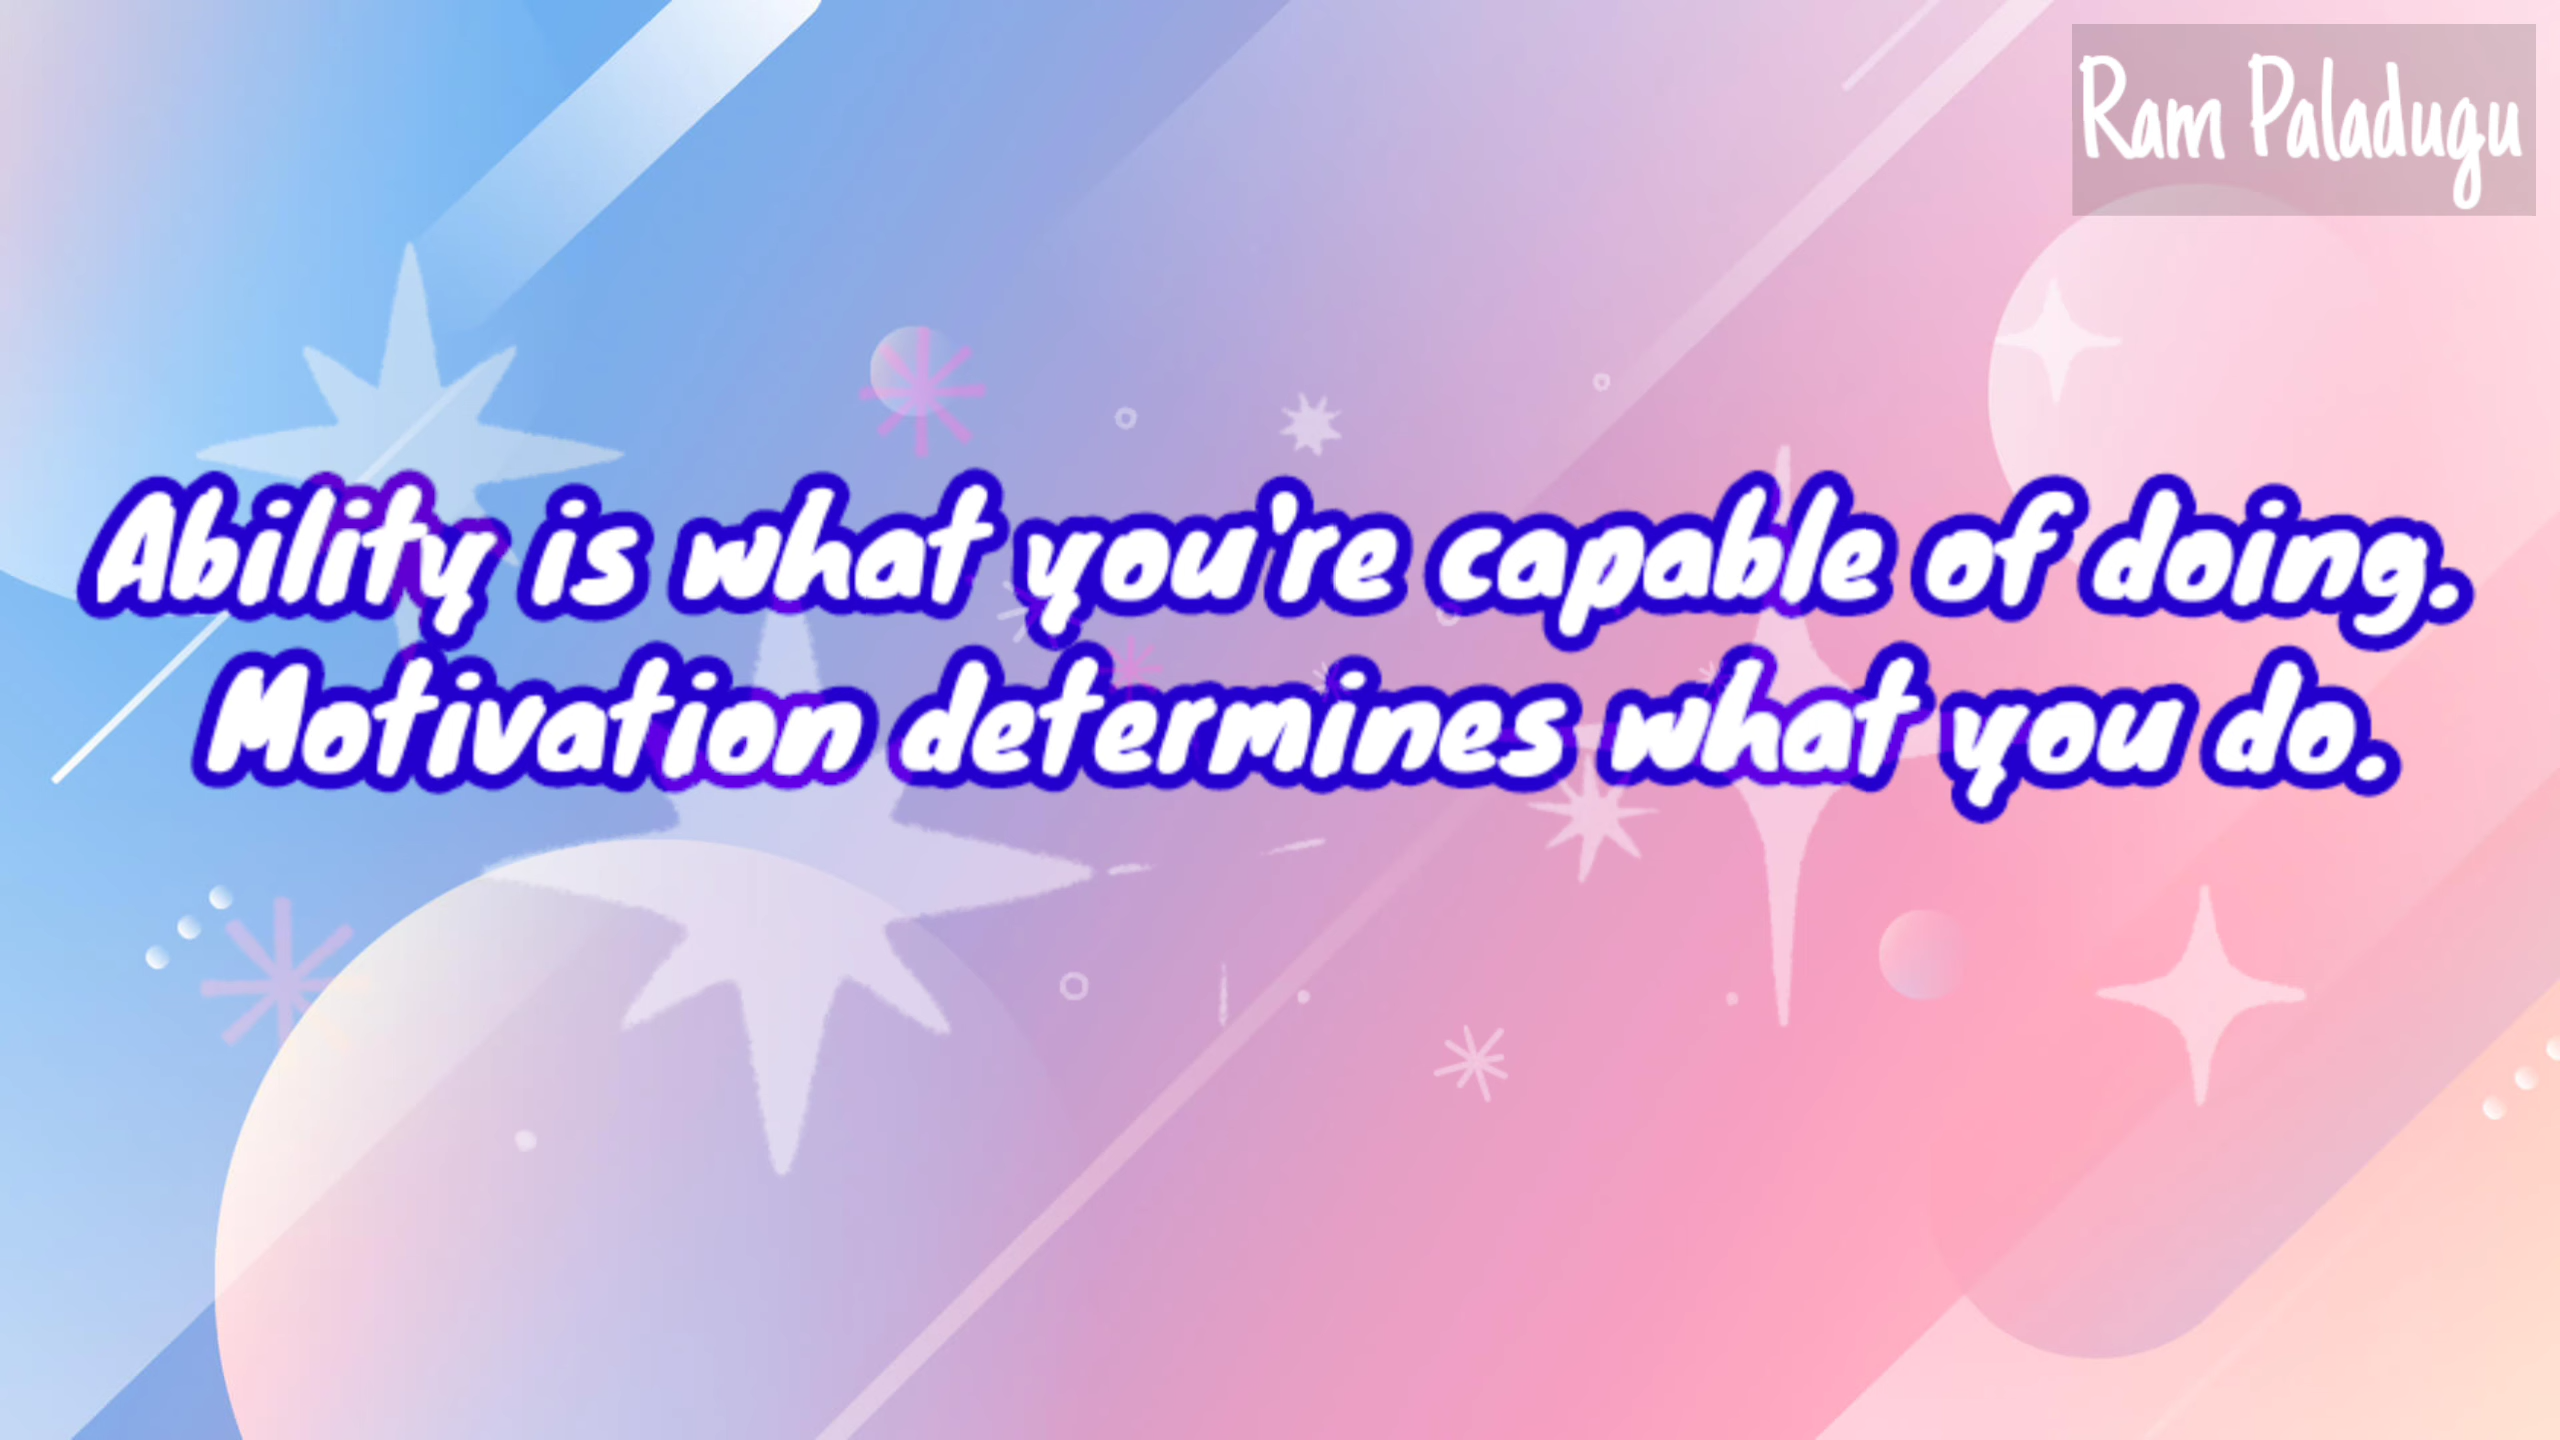 Ram Paladugu
Ability is what you're capable of doing.
Motivation determines what you do.